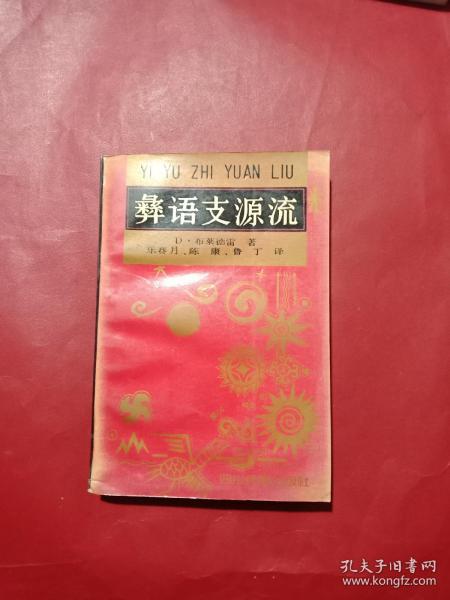 YI YU ZHI YUAN LIU
彝语支源流
D·布莱德雷 著
乐赛月、陈 康、鲁 丁 译
孔夫子旧书网
www.kongfz.com